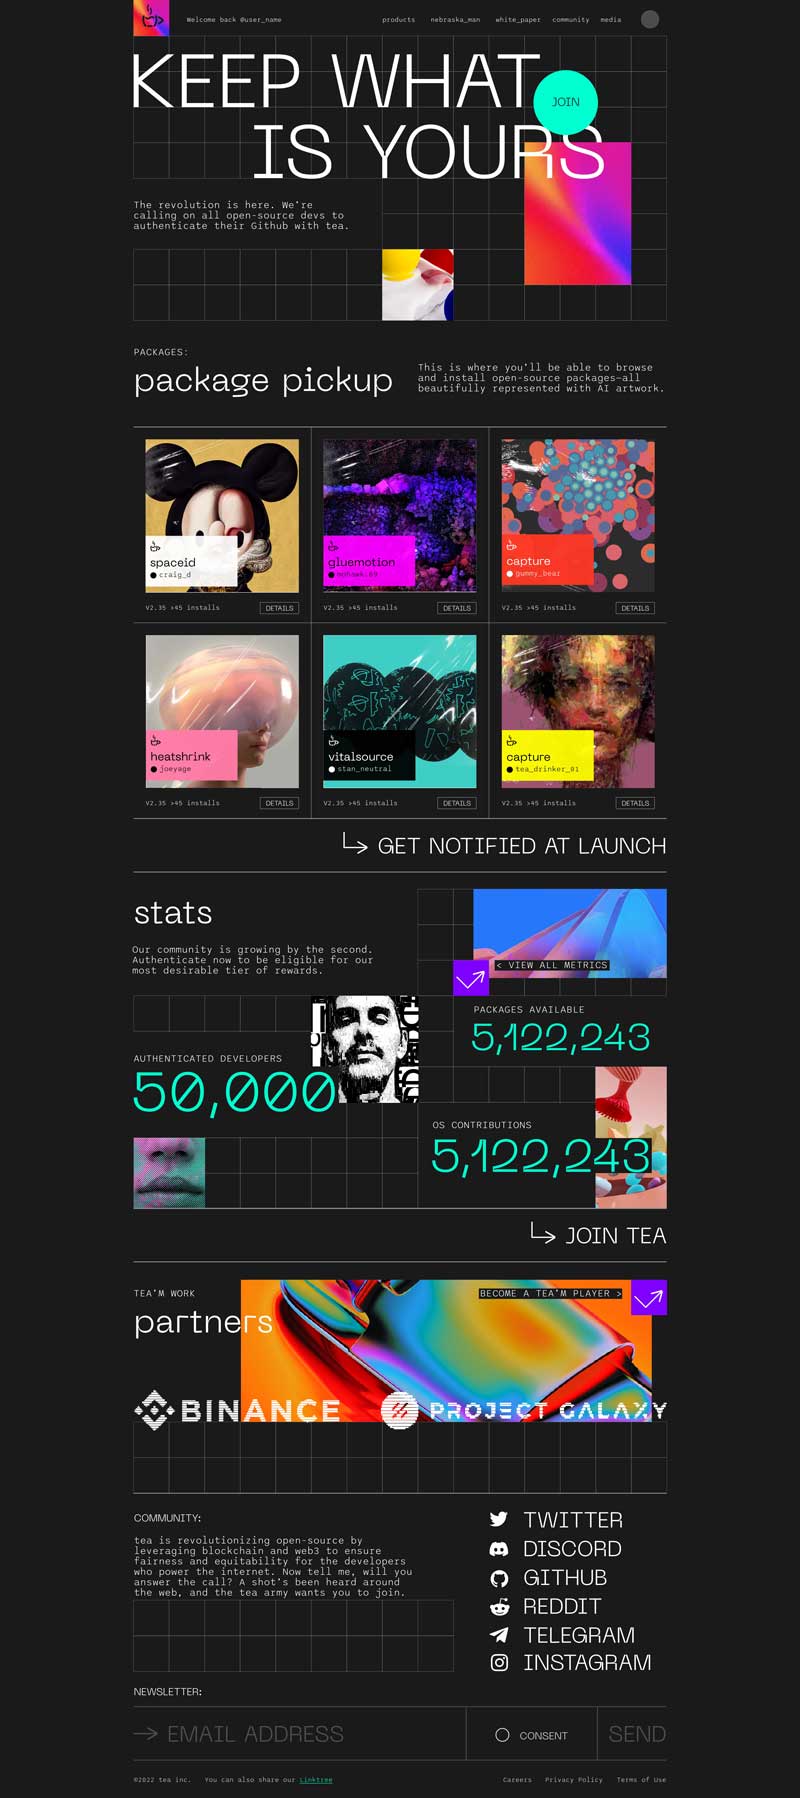 Welcome back @user_name
products
nebraska_man
white_paper
community
media
KEEP WHAT
JOIN
IS YOURS
The revolution is here. We're
calling on all open-source devs to
authenticate their Github with tea.
PACKAGES:
package pickup
This is where you'll be able to browse
and install open-source packages—all
beautifully represented with AI artwork.
spaceid
craig_d
V2.35 >45 installs
DETAILS
gluemotion
mohawk.69
V2.35 >45 installs
DETAILS
capture
gummy_bear
V2.35 >45 installs
DETAILS
heatshrink
joeyage
V2.35 >45 installs
DETAILS
vitalsource
stan_neutral
V2.35 >45 installs
DETAILS
capture
tea_drinker_01
V2.35 >45 installs
DETAILS
GET NOTIFIED AT LAUNCH
stats
Our community is growing by the second.
Authenticate now to be eligible for our
most desirable tier of rewards.
< VIEW ALL METRICS
PACKAGES AVAILABLE
5,122,243
AUTHENTICATED DEVELOPERS
50,000
OS CONTRIBUTIONS
5,122,243
JOIN TEA
TEA'M WORK
partners
BECOME A TEA'M PLAYER >
BINANCE
PROJECT GALAXY
COMMUNITY:
tea is revolutionizing open-source by
leveraging blockchain and web3 to ensure
fairness and equitability for the developers
who power the internet. Now tell me, will you
answer the call? A shot's been heard around
the web, and the tea army wants you to join.
TWITTER
DISCORD
GITHUB
REDDIT
TELEGRAM
INSTAGRAM
NEWSLETTER:
EMAIL ADDRESS
CONSENT
SEND
©2022 tea inc.
You can also share our Linktree
Careers
Privacy Policy
Terms of Use